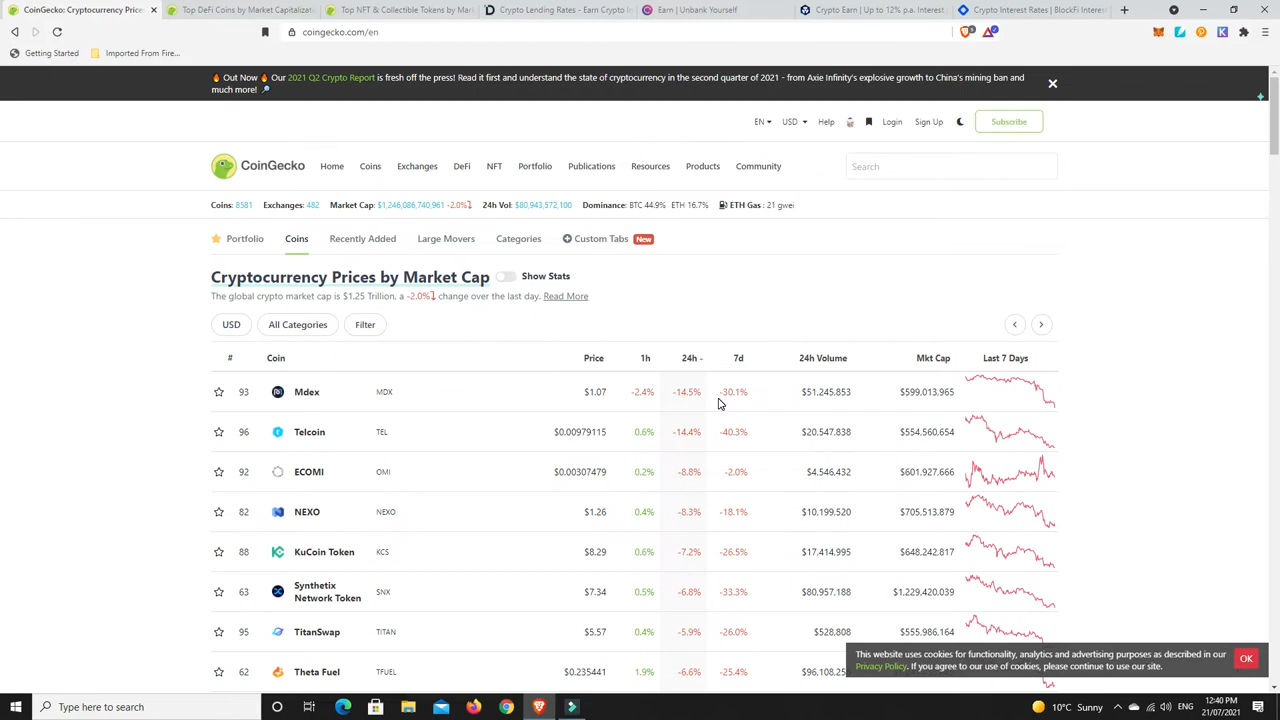 CoinGecko: Cryptocurrency Prices
Top DeFi Coins by Market Capitalizat
Top NFT & Collectible Tokens by Mar
Crypto Lending Rates - Earn Crypto In
Earn | Unbank Yourself
Crypto Earn | Up to 12% p.a. Interest
Crypto Interest Rates | BlockFi Interest
coingecko.com/en
Getting Started
Imported From Fire...
Out Now 🔥 Our 2021 Q2 Crypto Report is fresh off the press! Read it first and understand the state of cryptocurrency in the second quarter of 2021 - from Axie Infinity's explosive growth to China's mining ban and
much more!
EN USD Help Login Sign Up Subscribe
CoinGecko Home Coins Exchanges DeFi NFT Portfolio Publications Resources Products Community Search
Coins: 8581 Exchanges: 482 Market Cap: $1,246,086,740,961 -2.0% 24h Vol: $80,943,572,100 Dominance: BTC 44.9% ETH 16.7% ETH Gas : 21 gwei
Portfolio Coins Recently Added Large Movers Categories Custom Tabs New
Cryptocurrency Prices by Market Cap Show Stats
The global crypto market cap is $1.25 Trillion, a -2.0% change over the last day. Read More
USD All Categories Filter
# Coin Price 1h 24h 7d 24h Volume Mkt Cap Last 7 Days
93 Mdex MDX $1.07 -2.4% -14.5% -30.1% $51,245,853 $599,013,965
96 Telcoin TEL $0.00979115 0.6% -14.4% -40.3% $20,547,838 $554,560,654
92 ECOMI OMI $0.00307479 0.2% -8.8% -2.0% $4,546,432 $601,927,666
82 NEXO NEXO $1.26 0.4% -8.3% -18.1% $10,199,520 $705,513,879
88 KuCoin Token KCS $8.29 0.6% -7.2% -26.5% $17,414,995 $648,242,817
63 Synthetix
Network Token SNX $7.34 0.5% -6.8% -33.3% $80,957,188 $1,229,420,039
95 TitanSwap TITAN $5.57 0.4% -5.9% -26.0% $528,808 $555,986,164
62 Theta Fuel TFUEL $0.235441 1.9% -6.6% -25.4% $96,108,25
This website uses cookies for functionality, analytics and advertising purposes as described in our
Privacy Policy. If you agree to our use of cookies, please continue to use our site.
OK
Type here to search
10°C Sunny
ENG
12:40 PM
21/07/2021